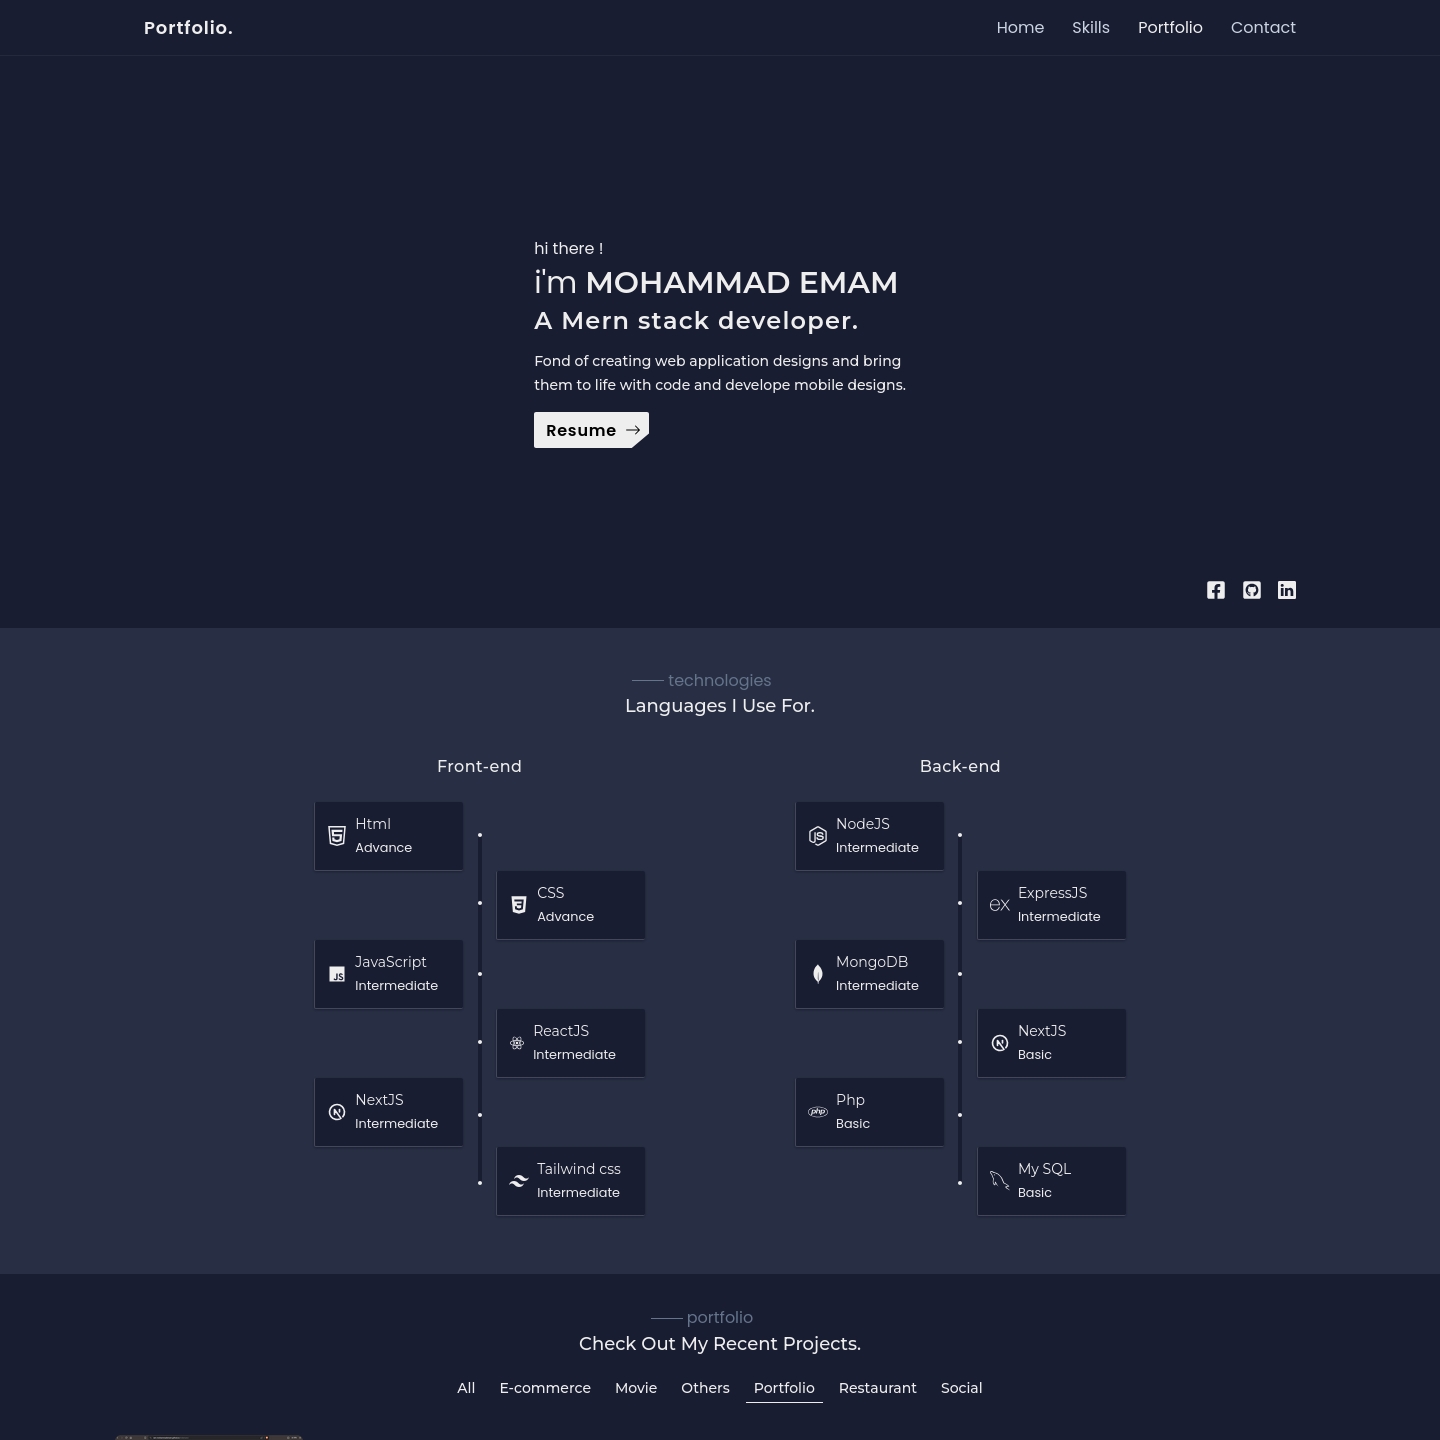 Portfolio.
Home Skills Portfolio Contact
hi there !
i'm MOHAMMAD EMAM
A Mern stack developer.
Fond of creating web application designs and bring
them to life with code and develope mobile designs.
Resume
technologies
Languages I Use For.
Front-end
Html
Advance
CSS
Advance
JavaScript
Intermediate
ReactJS
Intermediate
NextJS
Intermediate
Tailwind css
Intermediate
Back-end
NodeJS
Intermediate
ExpressJS
Intermediate
MongoDB
Intermediate
NextJS
Basic
Php
Basic
My SQL
Basic
portfolio
Check Out My Recent Projects.
All E-commerce Movie Others Portfolio Restaurant Social